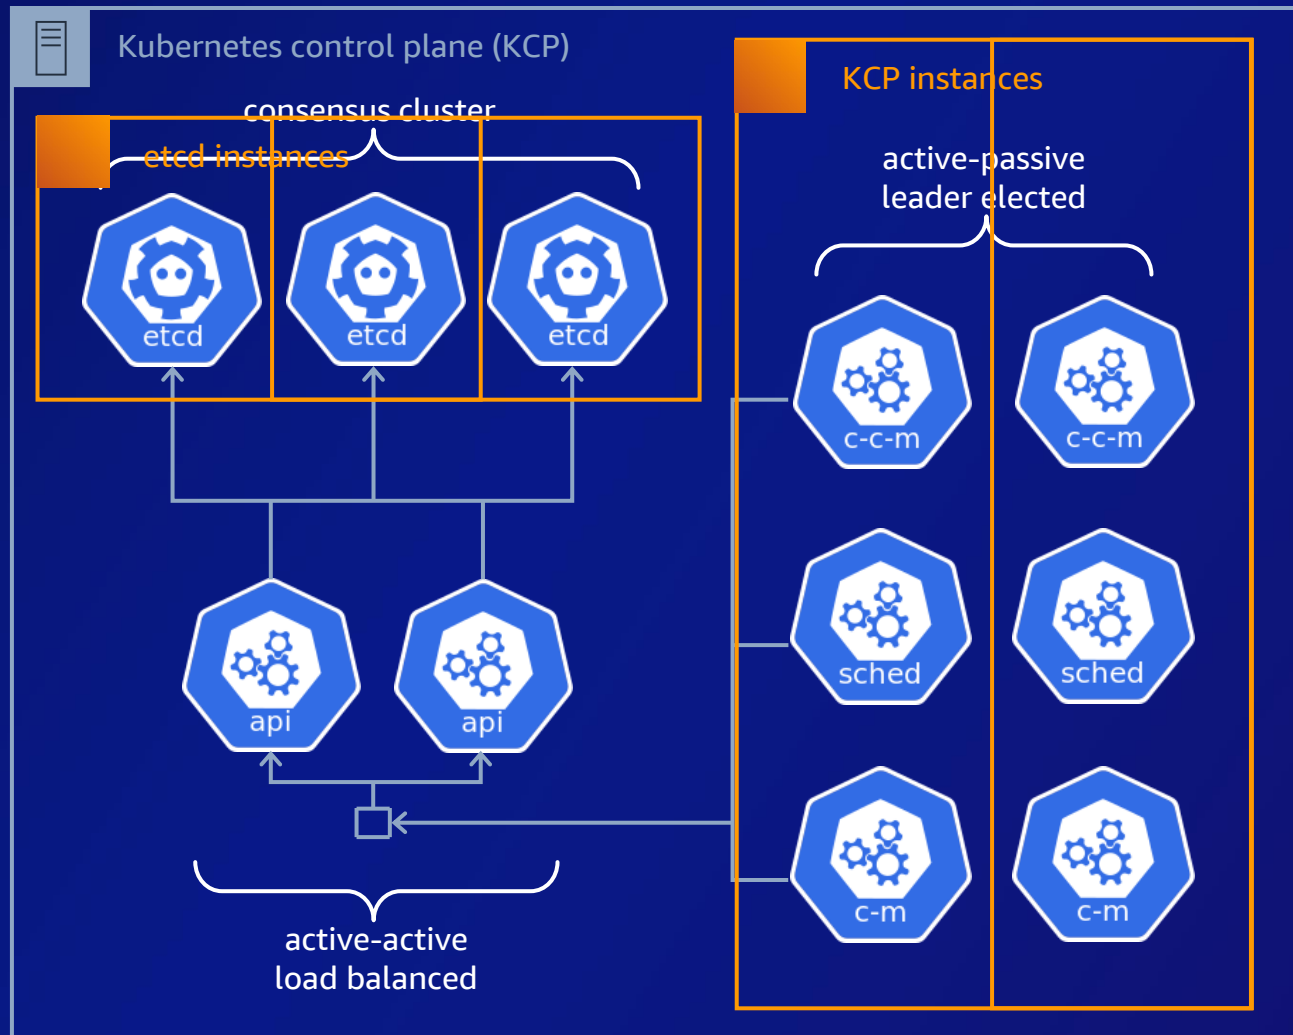 Kubernetes control plane (KCP)
KCP instances
consensus cluster
etcd instances
active-passive
leader elected
etcd
etcd
etcd
c-c-m
c-c-m
sched
sched
api
api
c-m
c-m
active-active
load balanced